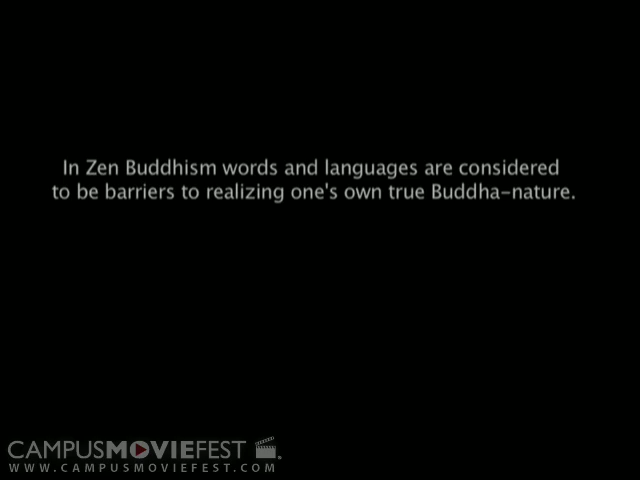 In Zen Buddhism words and languages are considered
to be barriers to realizing one's own true Buddha-nature.
CAMPUSMOVIEFEST
WWW.CAMPUSMOVIEFEST.COM